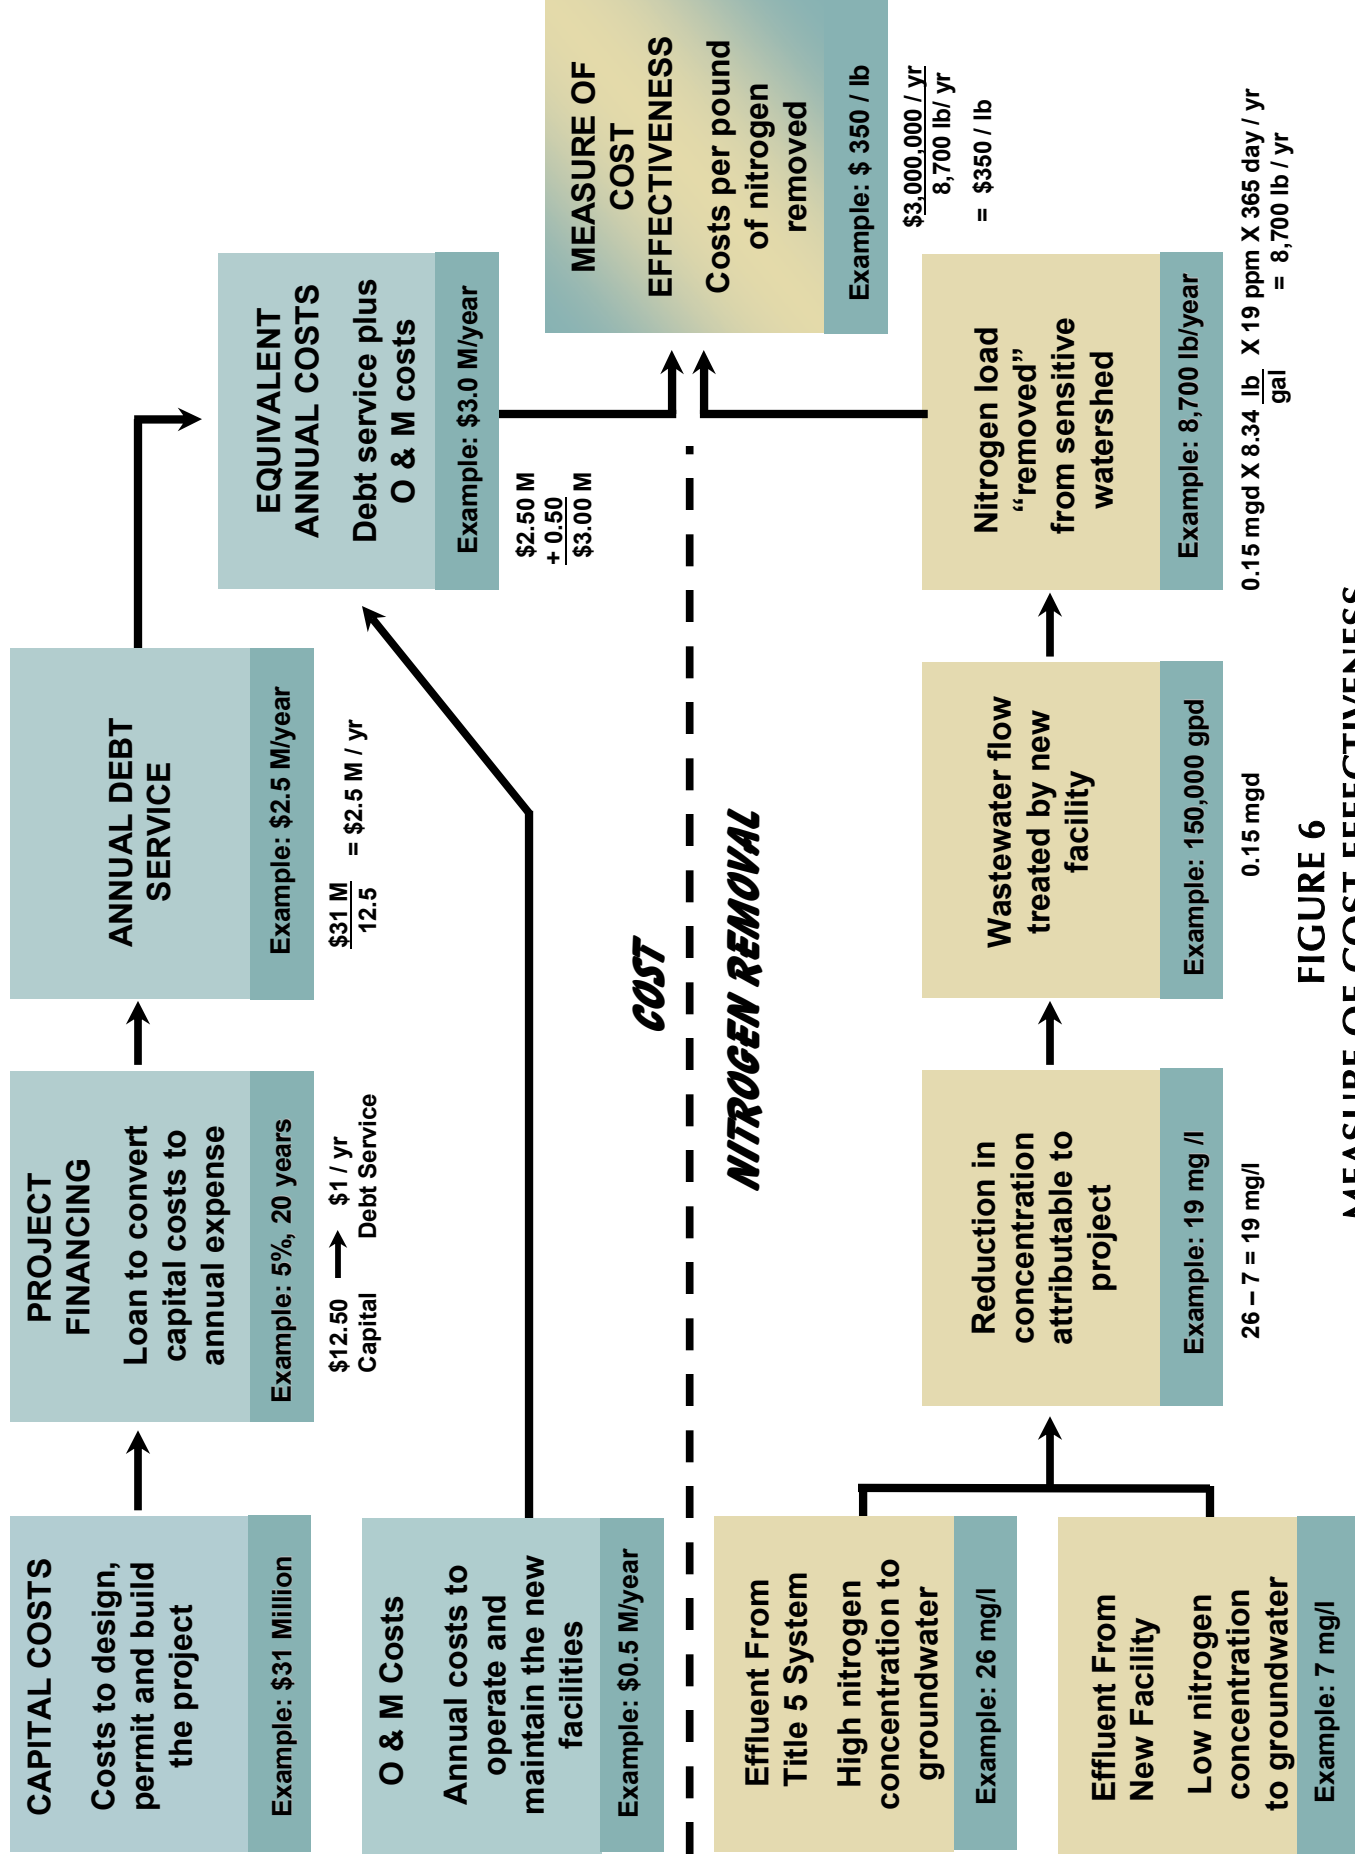 CAPITAL COSTS
Costs to design,
permit and build
the project
Example: $31 Million
PROJECT
FINANCING
Loan to convert
capital costs to
annual expense
Example: 5%, 20 years
$12.50
Capital
$1 / yr
Debt Service
ANNUAL DEBT
SERVICE
Example: $2.5 M/year
$31 M
12.5
= $2.5 M / yr
O & M Costs
Annual costs to
operate and
maintain the new
facilities
Example: $0.5 M/year
EQUIVALENT
ANNUAL COSTS
Debt service plus
O & M costs
Example: $3.0 M/year
$2.50 M
+ 0.50
$3.00 M
COST
NITROGEN REMOVAL
MEASURE OF
COST
EFFECTIVENESS
Costs per pound
of nitrogen
removed
Example: $ 350 / lb
$3,000,000 / yr
8,700 lb/ yr
= $350 / lb
Effluent From
Title 5 System
High nitrogen
concentration to
groundwater
Example: 26 mg/l
Effluent From
New Facility
Low nitrogen
concentration
to groundwater
Example: 7 mg/l
Reduction in
concentration
attributable to
project
Example: 19 mg /l
26 – 7 = 19 mg/l
Wastewater flow
treated by new
facility
Example: 150,000 gpd
0.15 mgd
Nitrogen load
“removed”
from sensitive
watershed
Example: 8,700 lb/year
0.15 mgd X 8.34 lb X 19 ppm X 365 day / yr
gal
= 8,700 lb / yr
FIGURE 6
MEASURE OF COST EFFECTIVENESS